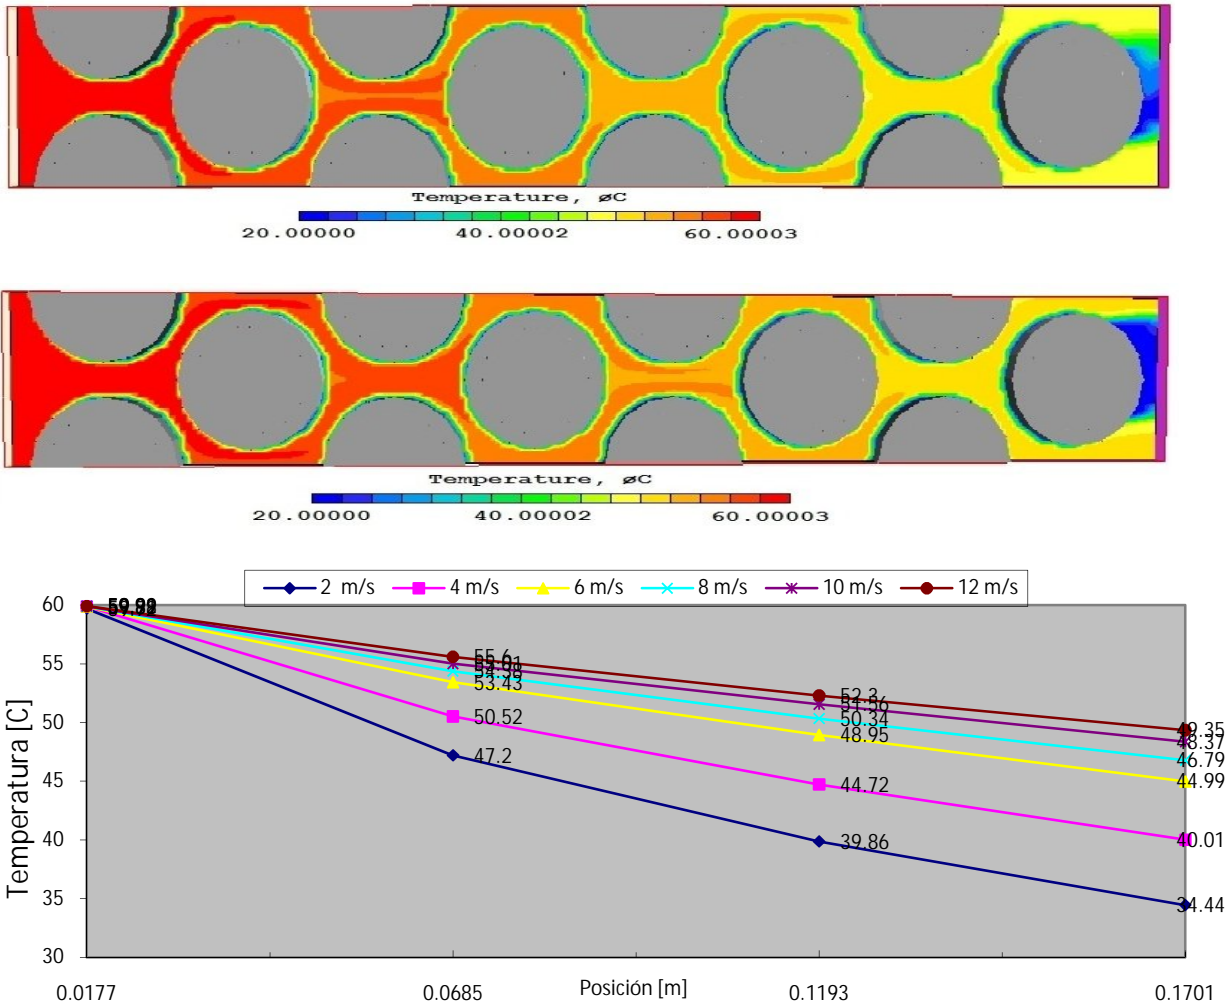 Temperature, øC
20.00000 40.00002 60.00003
Temperature, øC
20.00000 40.00002 60.00003
2 m/s 4 m/s 6 m/s 8 m/s 10 m/s 12 m/s
Temperatura [C]
60
55
50
45
40
35
30
55.6
53.43
50.52
47.2
52.3
51.56
50.34
48.95
44.72
39.86
49.35
48.37
46.79
44.99
40.01
34.44
0.0177 0.0685 0.1193 0.1701
Posición [m]